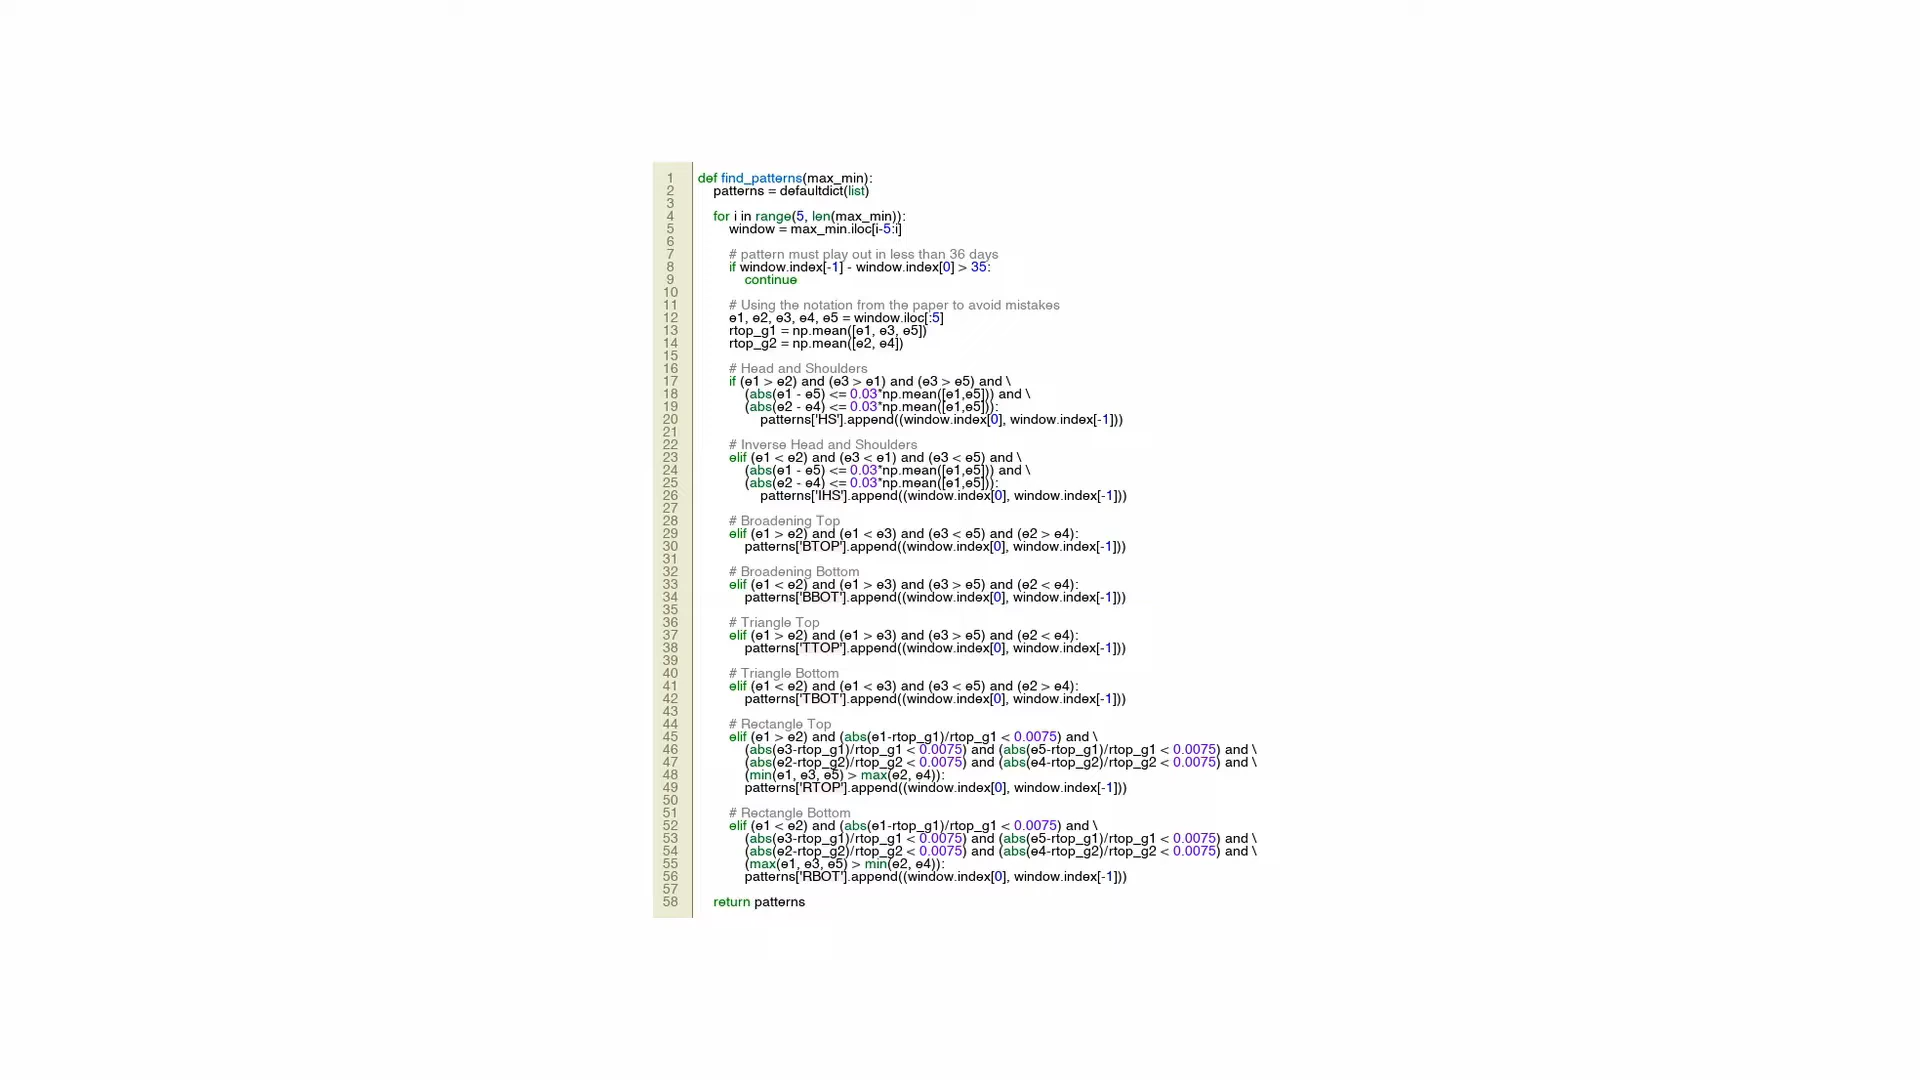 1 def find_patterns(max_min):
2 patterns = defaultdict(list)
3
4 for i in range(5, len(max_min)):
5 window = max_min.iloc[i-5:i]
6
7 # pattern must play out in less than 36 days
8 if window.index[-1] - window.index[0] > 35:
9 continue
10
11 # Using the notation from the paper to avoid mistakes
12 e1, e2, e3, e4, e5 = window.iloc[:5]
13 rtop_g1 = np.mean([e1, e3, e5])
14 rtop_g2 = np.mean([e2, e4])
15
16 # Head and Shoulders
17 if (e1 > e2) and (e3 > e1) and (e3 > e5) and \
18 (abs(e1 - e5) <= 0.03*np.mean([e1,e5])) and \
19 (abs(e2 - e4) <= 0.03*np.mean([e1,e5])):
20 patterns['HS'].append((window.index[0], window.index[-1]))
21
22 # Inverse Head and Shoulders
23 elif (e1 < e2) and (e3 < e1) and (e3 < e5) and \
24 (abs(e1 - e5) <= 0.03*np.mean([e1,e5])) and \
25 (abs(e2 - e4) <= 0.03*np.mean([e1,e5])):
26 patterns['IHS'].append((window.index[0], window.index[-1]))
27
28 # Broadening Top
29 elif (e1 > e2) and (e1 < e3) and (e3 < e5) and (e2 > e4):
30 patterns['BTOP'].append((window.index[0], window.index[-1]))
31
32 # Broadening Bottom
33 elif (e1 < e2) and (e1 > e3) and (e3 > e5) and (e2 < e4):
34 patterns['BBOT'].append((window.index[0], window.index[-1]))
35
36 # Triangle Top
37 elif (e1 > e2) and (e1 > e3) and (e3 > e5) and (e2 < e4):
38 patterns['TTOP'].append((window.index[0], window.index[-1]))
39
40 # Triangle Bottom
41 elif (e1 < e2) and (e1 < e3) and (e3 < e5) and (e2 > e4):
42 patterns['TBOT'].append((window.index[0], window.index[-1]))
43
44 # Rectangle Top
45 elif (e1 > e2) and (abs(e1-rtop_g1)/rtop_g1 < 0.0075) and \
46 (abs(e3-rtop_g1)/rtop_g1 < 0.0075) and (abs(e5-rtop_g1)/rtop_g1 < 0.0075) and \
47 (abs(e2-rtop_g2)/rtop_g2 < 0.0075) and (abs(e4-rtop_g2)/rtop_g2 < 0.0075) and \
48 (min(e1, e3, e5) > max(e2, e4)):
49 patterns['RTOP'].append((window.index[0], window.index[-1]))
50
51 # Rectangle Bottom
52 elif (e1 < e2) and (abs(e1-rtop_g1)/rtop_g1 < 0.0075) and \
53 (abs(e3-rtop_g1)/rtop_g1 < 0.0075) and (abs(e5-rtop_g1)/rtop_g1 < 0.0075) and \
54 (abs(e2-rtop_g2)/rtop_g2 < 0.0075) and (abs(e4-rtop_g2)/rtop_g2 < 0.0075) and \
55 (max(e1, e3, e5) > min(e2, e4)):
56 patterns['RBOT'].append((window.index[0], window.index[-1]))
57
58 return patterns